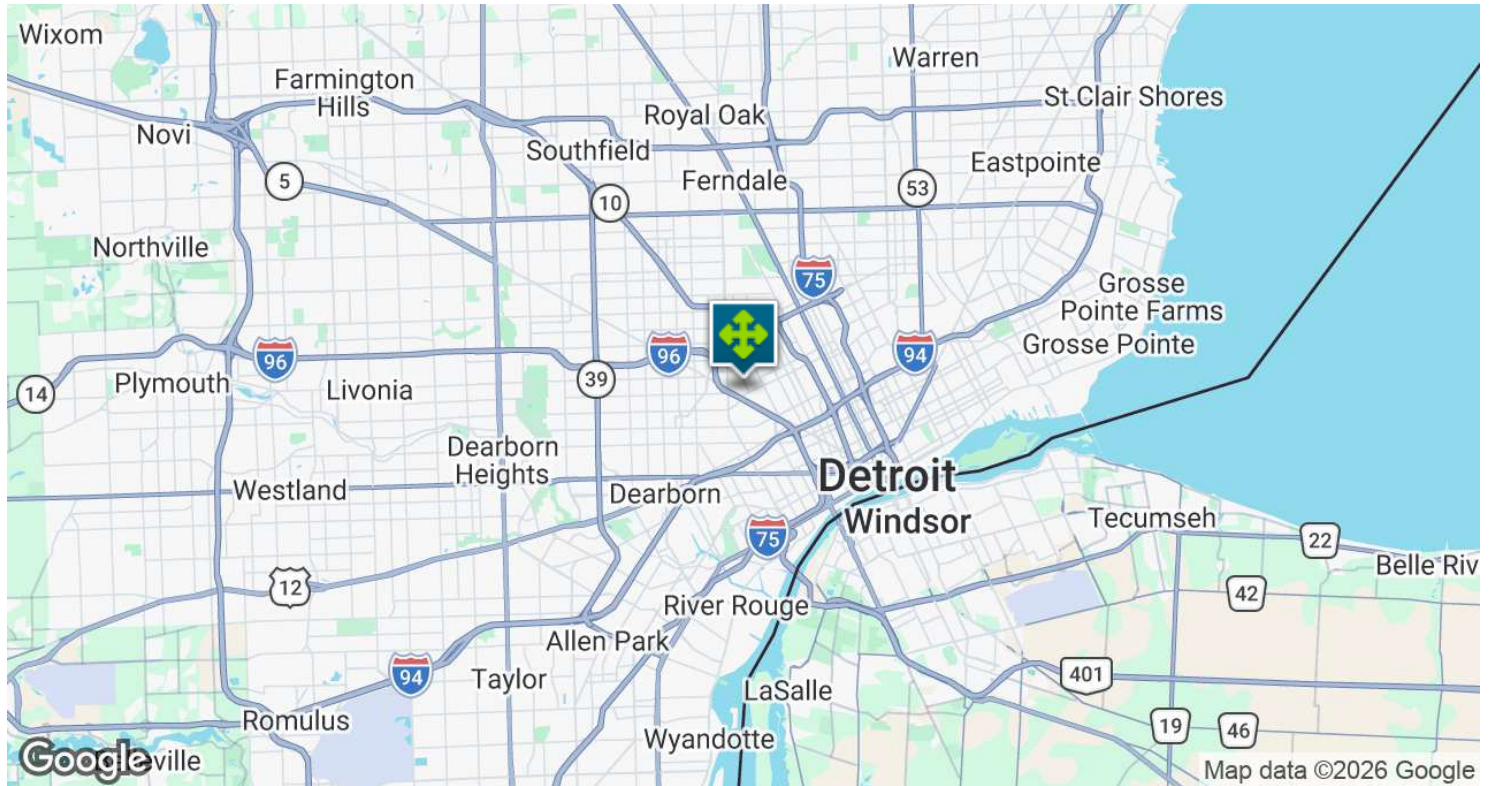 Wixom
Warren
Farmington
Hills
St Clair Shores
Royal Oak
Novi
Southfield
Eastpointe
Ferndale
5
10
53
Northville
75
Grosse
Pointe Farms
Grosse Pointe
96
96
94
14
Plymouth
Livonia
39
Dearborn
Heights
Detroit
Westland
Dearborn
Windsor
Tecumseh
75
22
Belle Riv
12
42
River Rouge
Allen Park
94
Taylor
LaSalle
401
Romulus
19
46
Wyandotte
Google
eville
Map data ©2026 Google